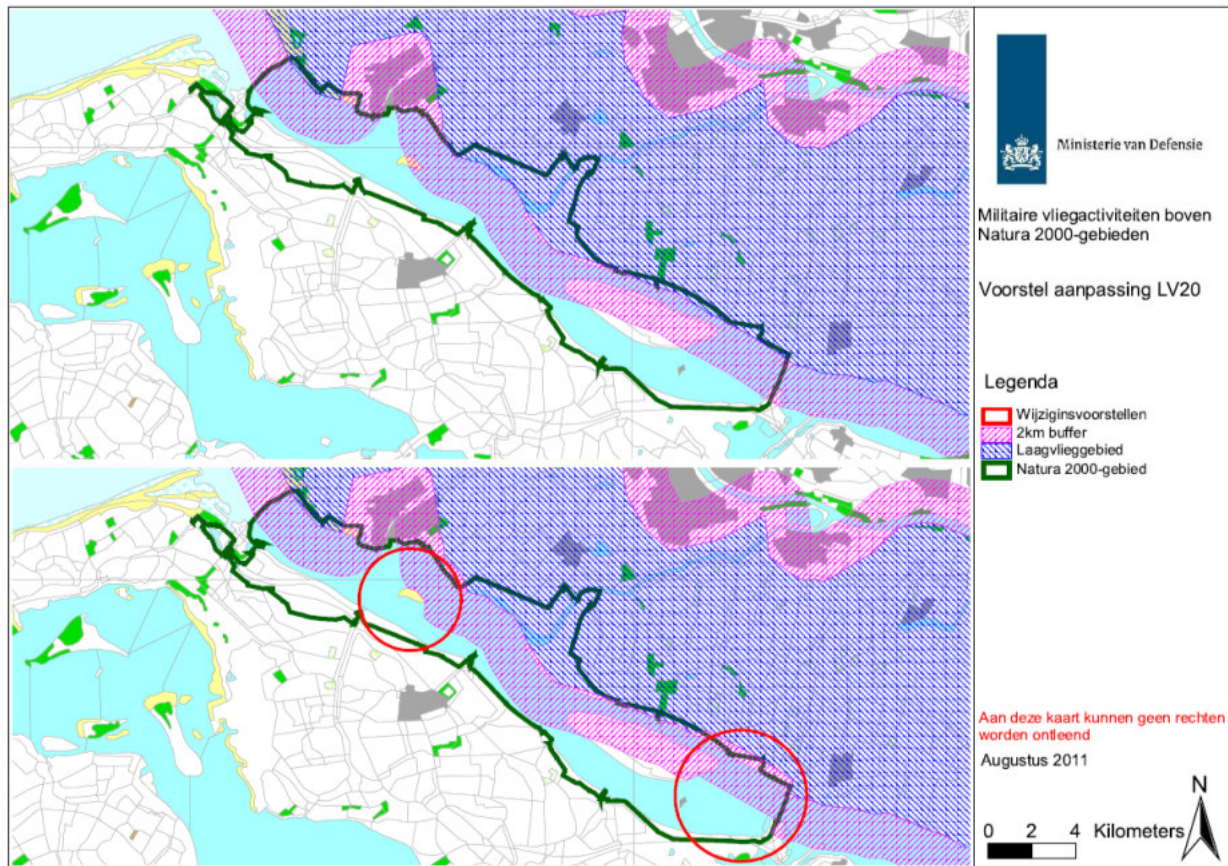 Ministerie van Defensie
Militaire vliegactiviteiten boven
Natura 2000-gebieden
Voorstel aanpassing LV20
Legenda
Wijziginsvoorstellen
2km buffer
Laagvlieggebied
Natura 2000-gebied
Aan deze kaart kunnen geen rechten
worden ontleend
Augustus 2011
N
0 2 4 Kilometers